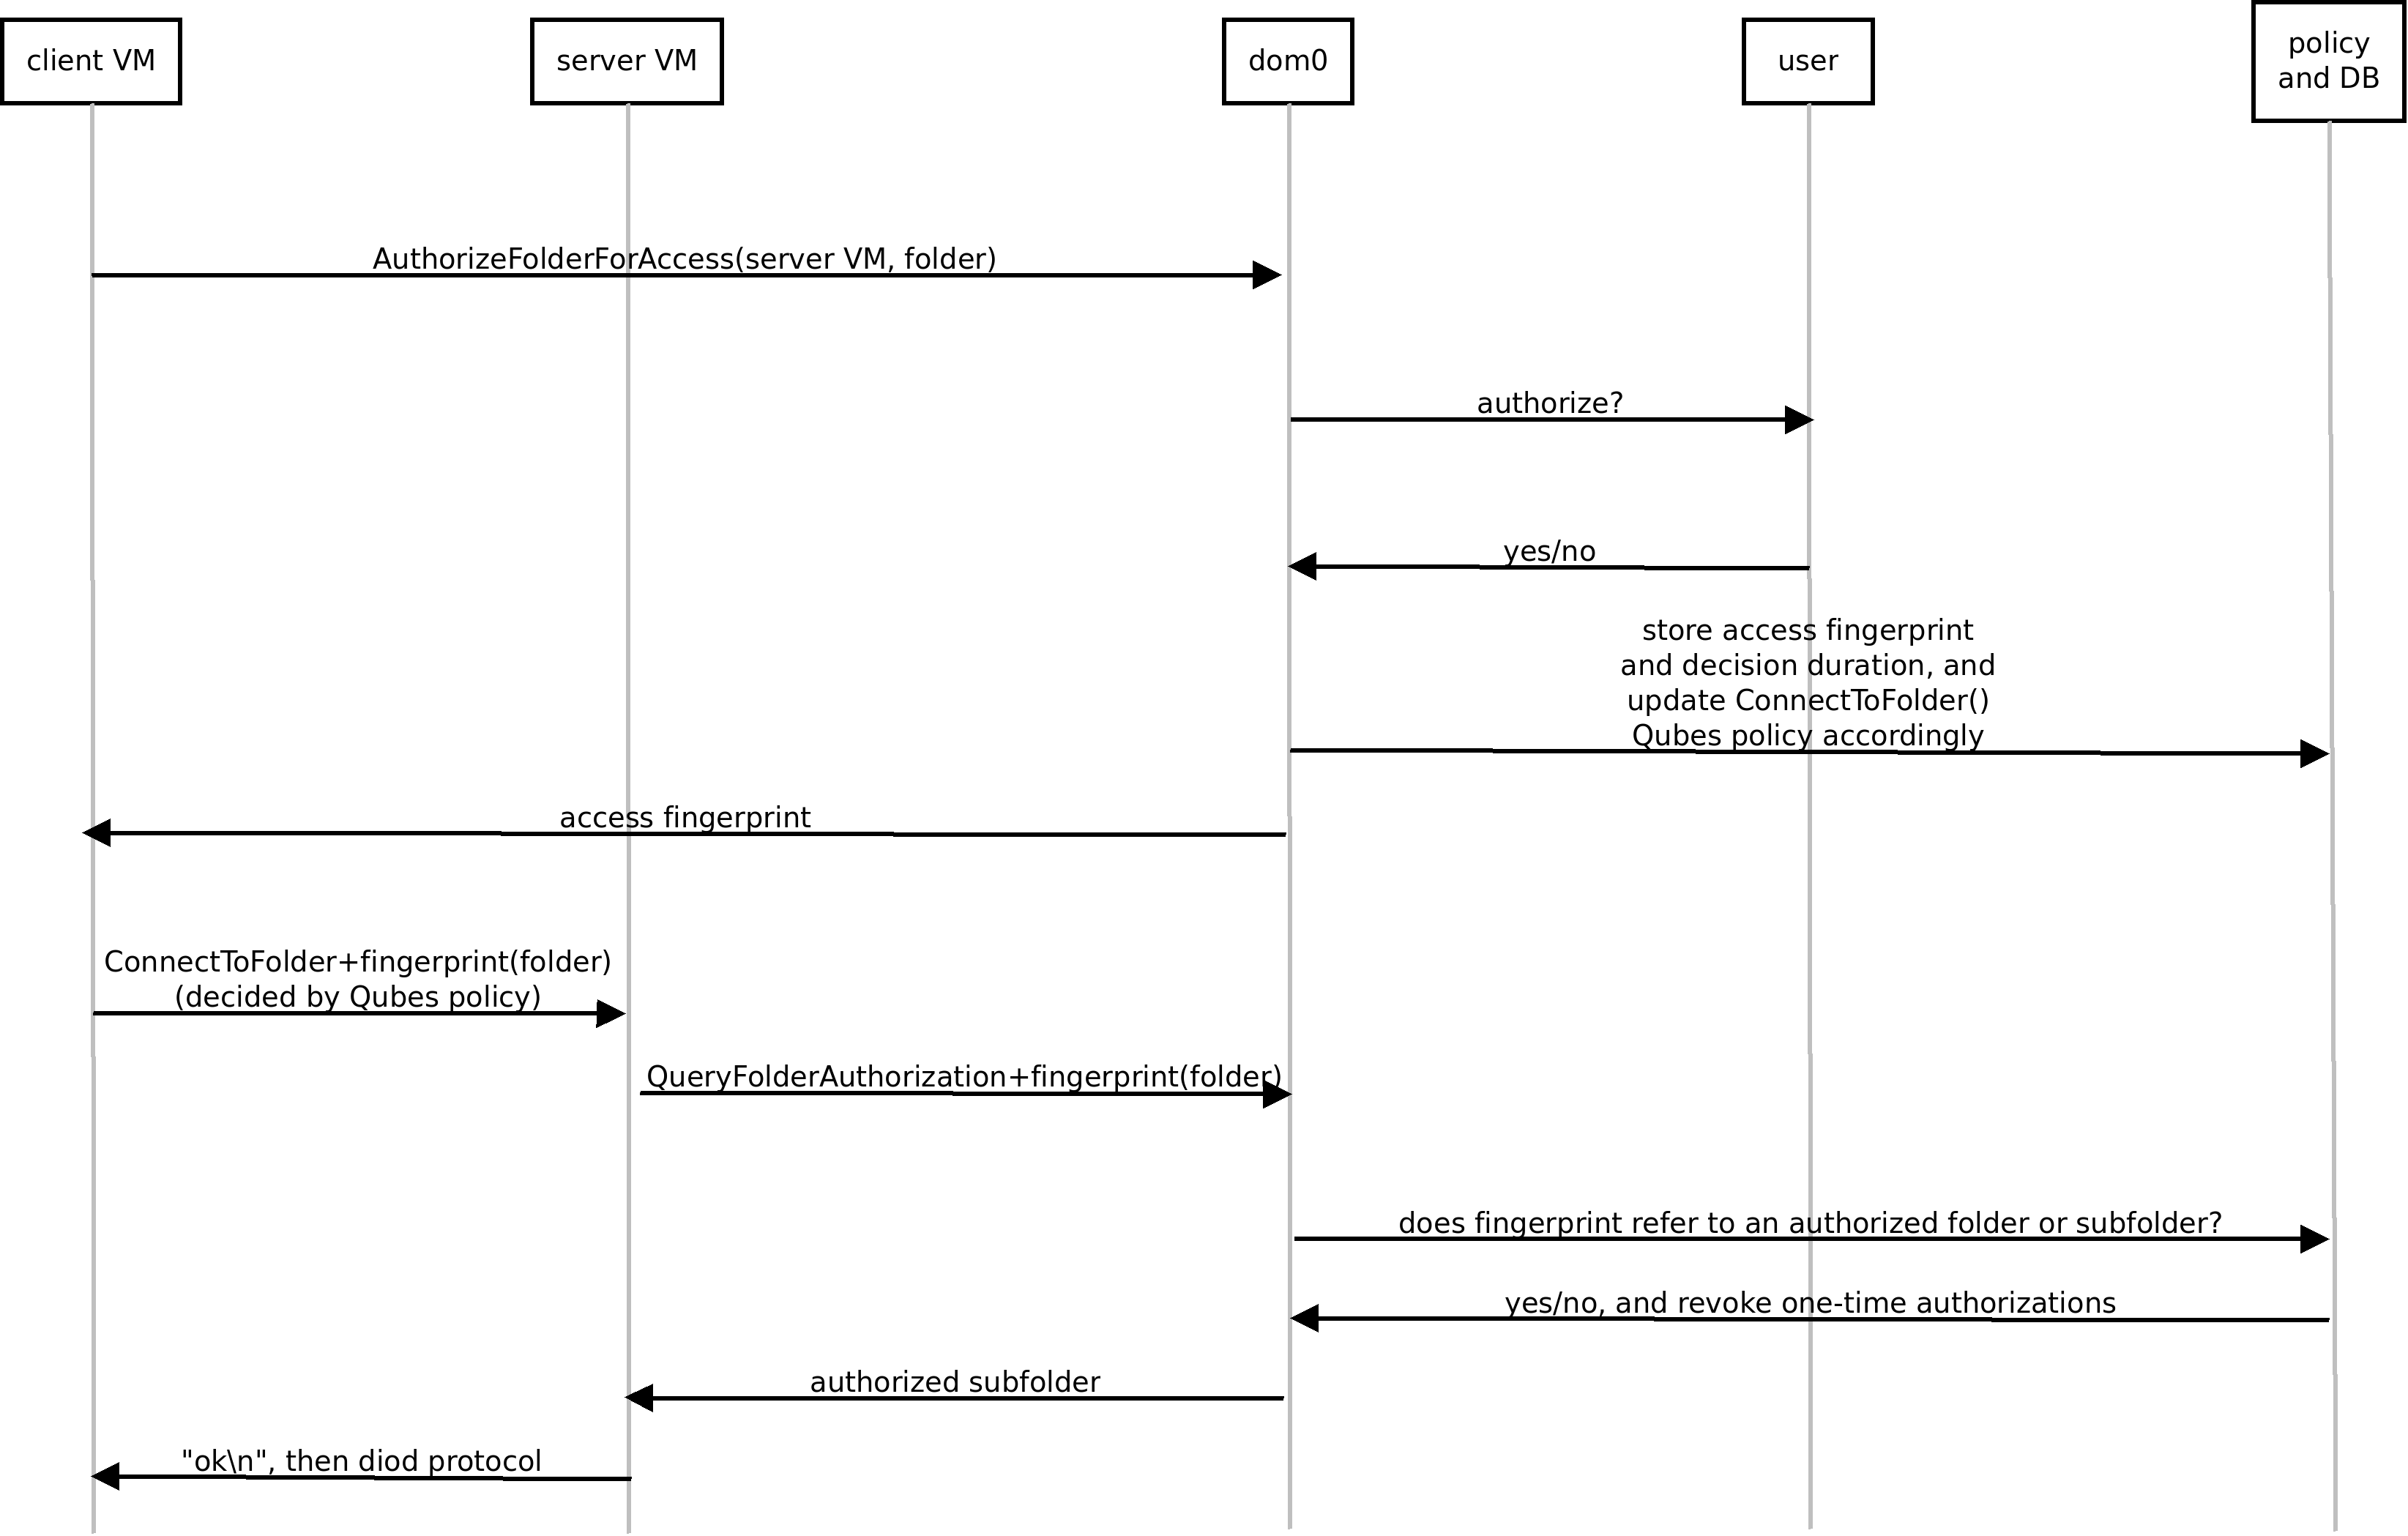 client VM
server VM
dom0
user
policy
and DB
AuthorizeFolderForAccess(server VM, folder)
authorize?
yes/no
store access fingerprint
and decision duration, and
update ConnectToFolder()
Qubes policy accordingly
access fingerprint
ConnectToFolder+fingerprint(folder)
(decided by Qubes policy)
QueryFolderAuthorization+fingerprint(folder)
does fingerprint refer to an authorized folder or subfolder?
yes/no, and revoke one-time authorizations
authorized subfolder
"ok\n", then diod protocol